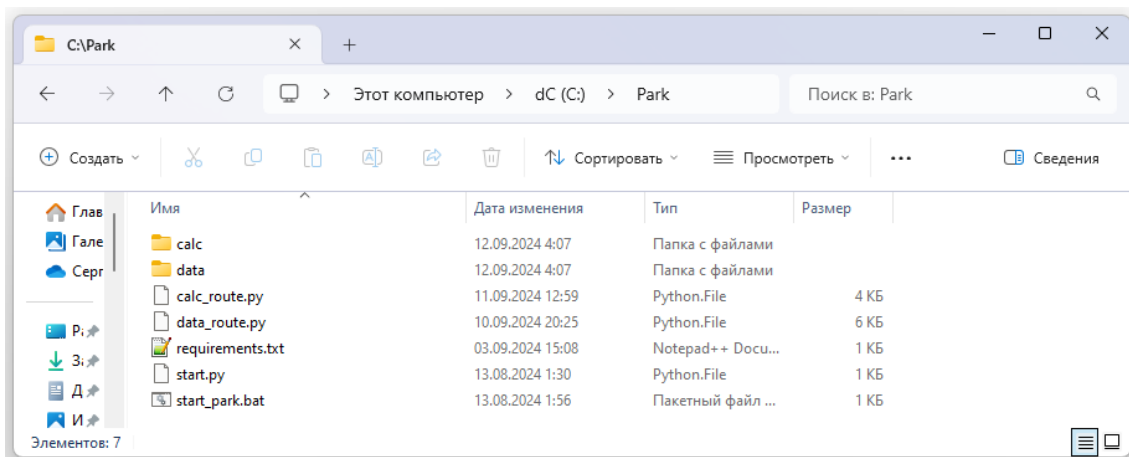 C:\Park
Этот компьютер > dC (C:) > Park
Поиск в: Park
Создать
Сортировать
Просмотреть
Сведения
Имя Дата изменения Тип Размер
Глав
Гале
Серг
calc 12.09.2024 4:07 Папка с файлами
data 12.09.2024 4:07 Папка с файлами
calc_route.py 11.09.2024 12:59 Python.File 4 КБ
data_route.py 10.09.2024 20:25 Python.File 6 КБ
requirements.txt 03.09.2024 15:08 Notepad++ Docu... 1 КБ
start.py 13.08.2024 1:30 Python.File 1 КБ
start_park.bat 13.08.2024 1:56 Пакетный файл ... 1 КБ
Д
И
Элементов: 7